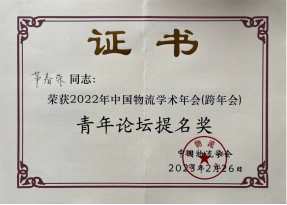 证书
同志：
荣获2022年中国物流学术年会(跨年会)
青年论坛提名奖
中国物流学会
2023年2月26日